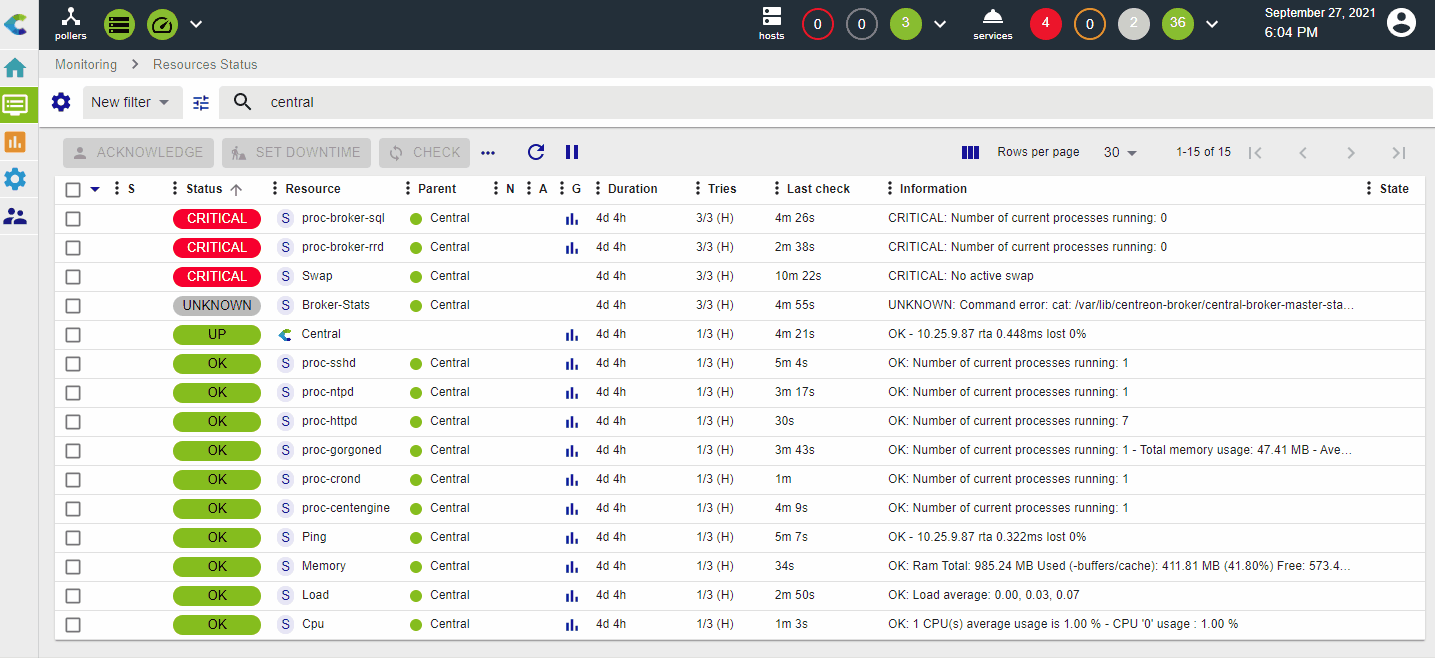 pollers
hosts 0 0 3
services 4 0 2 36
September 27, 2021
6:04 PM
Monitoring Resources Status
New filter central
ACKNOWLEDGE SET DOWNTIME CHECK Rows per page 30 1-15 of 15
S Status Resource Parent N A G Duration Tries Last check Information State
CRITICAL S proc-broker-sql Central 4d 4h 3/3 (H) 4m 26s CRITICAL: Number of current processes running: 0
CRITICAL S proc-broker-rrd Central 4d 4h 3/3 (H) 2m 38s CRITICAL: Number of current processes running: 0
CRITICAL S Swap Central 4d 4h 3/3 (H) 10m 22s CRITICAL: No active swap
UNKNOWN S Broker-Stats Central 4d 4h 3/3 (H) 4m 55s UNKNOWN: Command error: cat: /var/lib/centreon-broker/central-broker-master-sta...
UP Central 4d 4h 1/3 (H) 4m 21s OK - 10.25.9.87 rta 0.448ms lost 0%
OK S proc-sshd Central 4d 4h 1/3 (H) 5m 4s OK: Number of current processes running: 1
OK S proc-ntpd Central 4d 4h 1/3 (H) 3m 17s OK: Number of current processes running: 1
OK S proc-httpd Central 4d 4h 1/3 (H) 30s OK: Number of current processes running: 7
OK S proc-gorgoned Central 4d 4h 1/3 (H) 3m 43s OK: Number of current processes running: 1 - Total memory usage: 47.41 MB - Ave...
OK S proc-crond Central 4d 4h 1/3 (H) 1m OK: Number of current processes running: 1
OK S proc-centengine Central 4d 4h 1/3 (H) 4m 9s OK: Number of current processes running: 1
OK S Ping Central 4d 4h 1/3 (H) 5m 7s OK - 10.25.9.87 rta 0.322ms lost 0%
OK S Memory Central 4d 4h 1/3 (H) 34s OK: Ram Total: 985.24 MB Used (-buffers/cache): 411.81 MB (41.80%) Free: 573.4...
OK S Load Central 4d 4h 1/3 (H) 2m 50s OK: Load average: 0.00, 0.03, 0.07
OK S Cpu Central 4d 4h 1/3 (H) 1m 3s OK: 1 CPU(s) average usage is 1.00 % - CPU '0' usage : 1.00 %